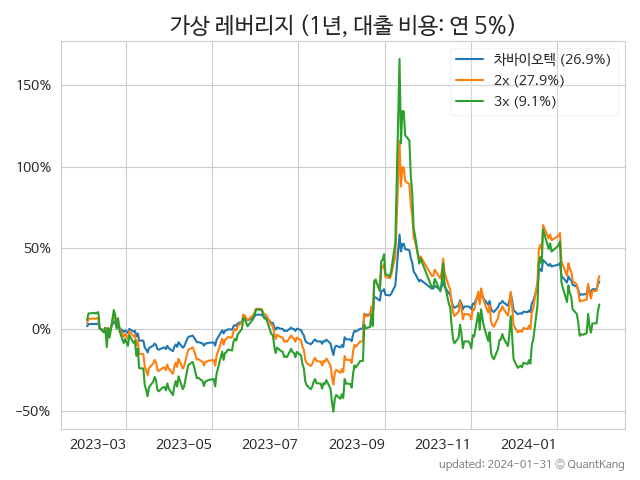 가상 레버리지 (1년, 대출 비용: 연 5%)
차바이오텍 (26.9%)
2x (27.9%)
3x (9.1%)
150%
100%
50%
0%
−50%
2023−03
2023−05
2023−07
2023−09
2023−11
2024−01
updated: 2024-01-31 © QuantKang